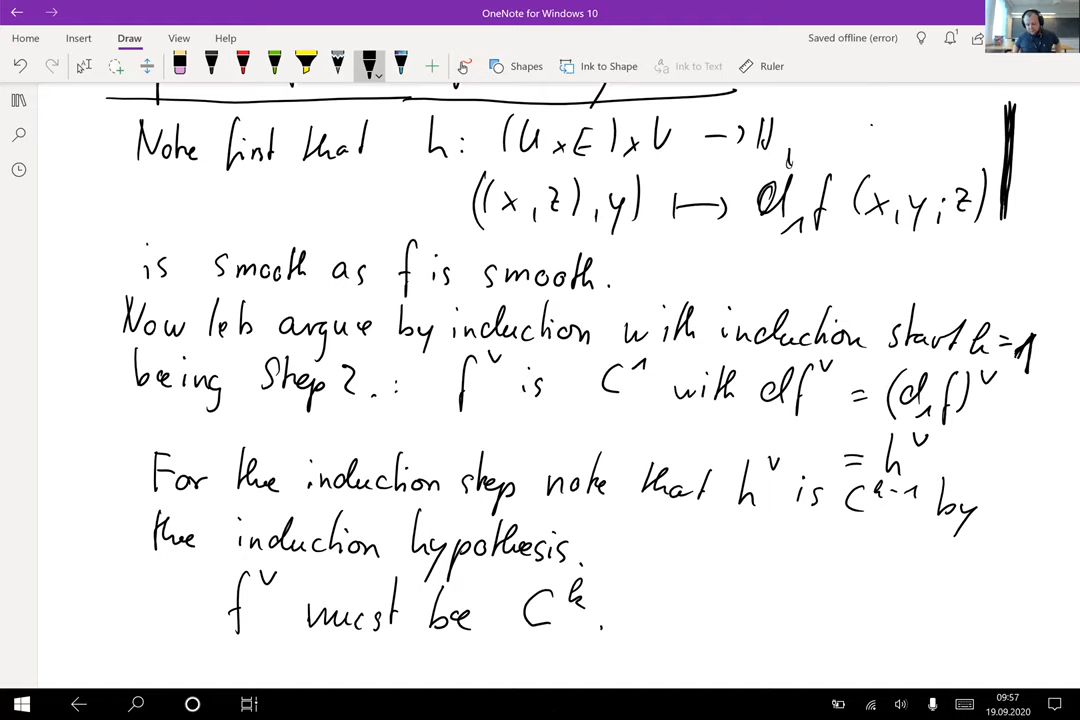 OneNote for Windows 10
Home Insert Draw View Help Saved offline (error)
Shapes Ink to Shape Ink to Text Ruler
Note first that h: (U × E) × V → H,
((x, z), y) ↦ d₁f (x, y; z)
is smooth as f is smooth.
Now lets argue by induction with induction start k = 1
being Step 2.: f^∨ is C^1 with df^∨ = (d₁f)^∨
= h^∨
For the induction step note that h^∨ is C^{k-1} by
the induction hypothesis.
f^∨ must be C^k.
09:57
19.09.2020